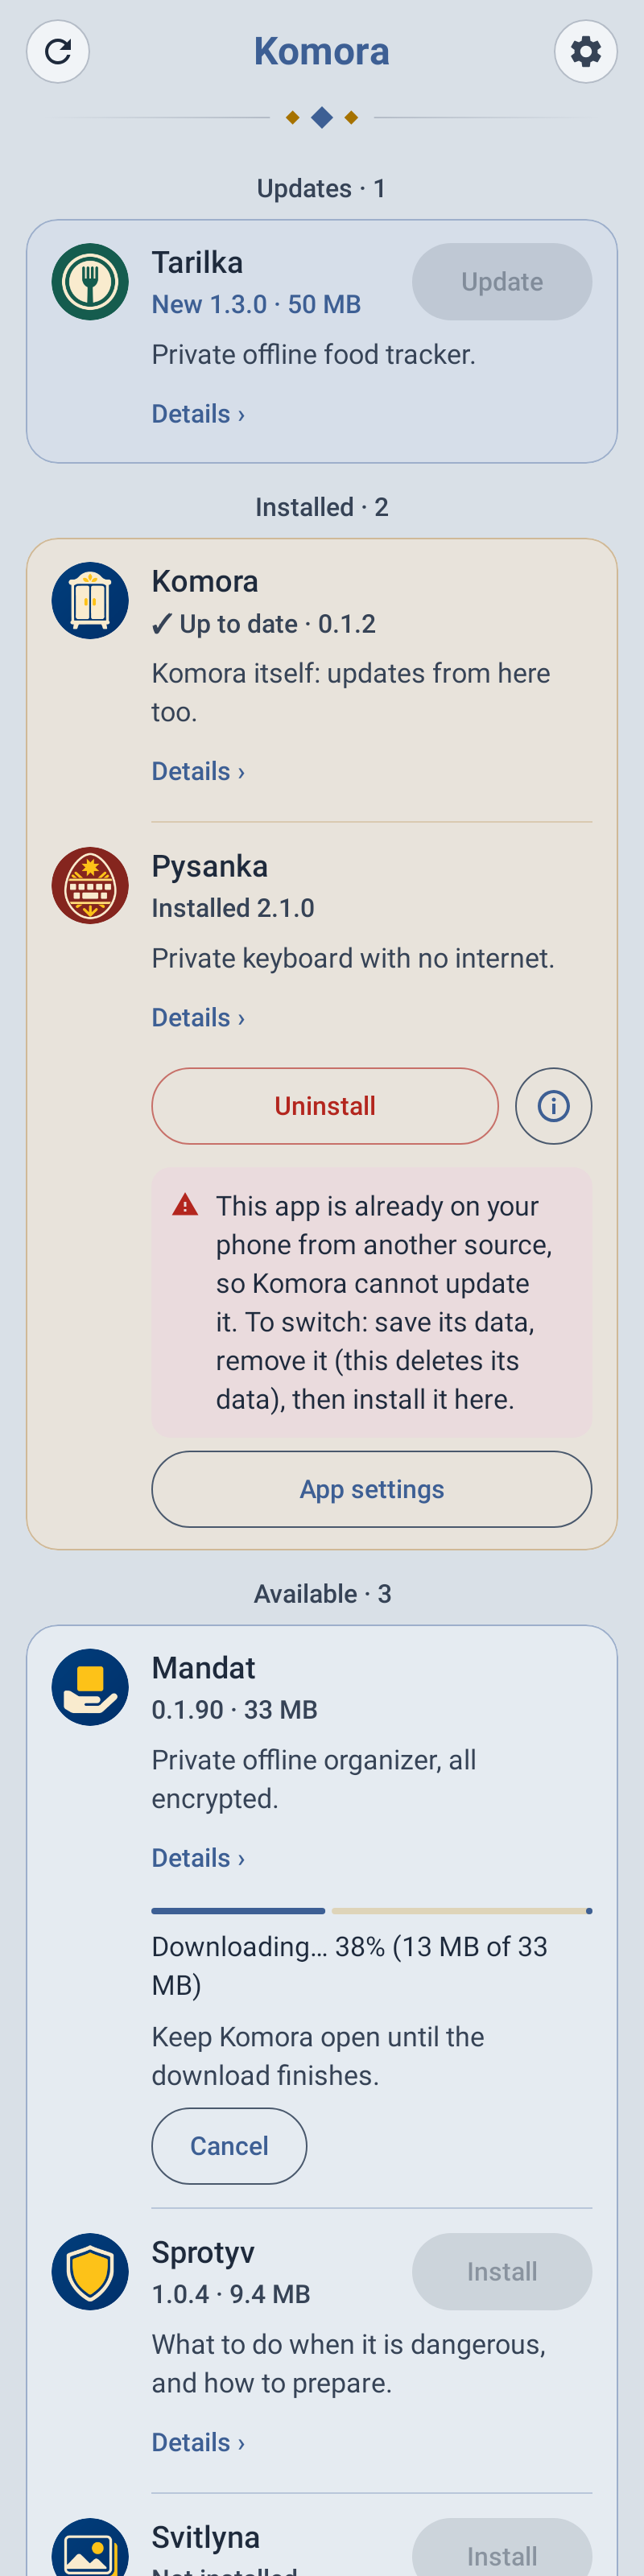 Komora
Updates · 1
Tarilka
Update
New 1.3.0 · 50 MB
Private offline food tracker.
Details ›
Installed · 2
Komora
✓ Up to date · 0.1.2
Komora itself: updates from here
too.
Details ›
Pysanka
Installed 2.1.0
Private keyboard with no internet.
Details ›
Uninstall
This app is already on your
phone from another source,
so Komora cannot update
it. To switch: save its data,
remove it (this deletes its
data), then install it here.
App settings
Available · 3
Mandat
0.1.90 · 33 MB
Private offline organizer, all
encrypted.
Details ›
Downloading… 38% (13 MB of 33
MB)
Keep Komora open until the
download finishes.
Cancel
Sprotyv
Install
1.0.4 · 9.4 MB
What to do when it is dangerous,
and how to prepare.
Details ›
Svitlyna
Install
Not installed